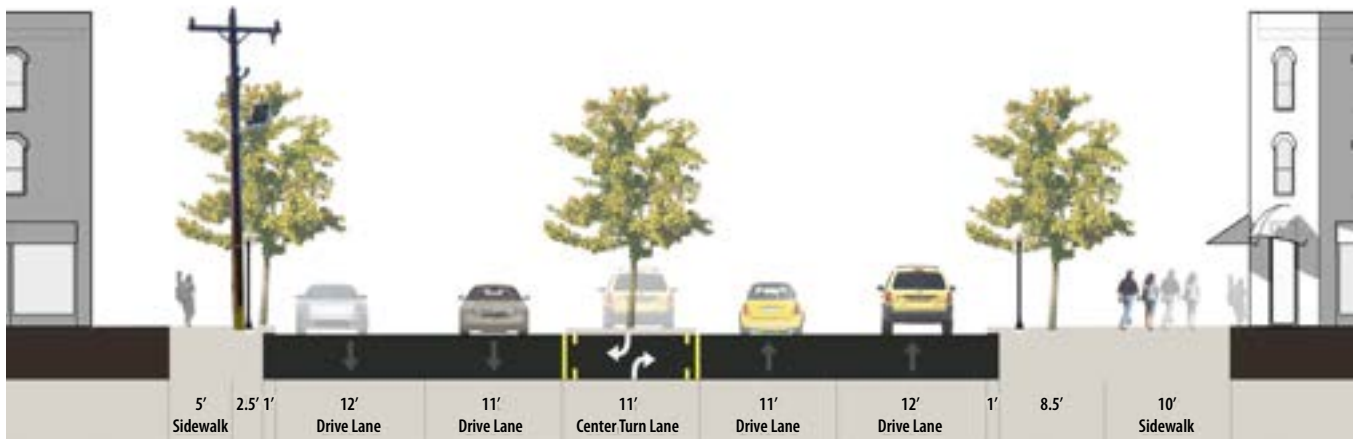 5′ 2.5′ 1′ 12′ 11′ 11′ 11′ 12′ 1′ 8.5′ 10′
Sidewalk Drive Lane Drive Lane Center Turn Lane Drive Lane Drive Lane Sidewalk